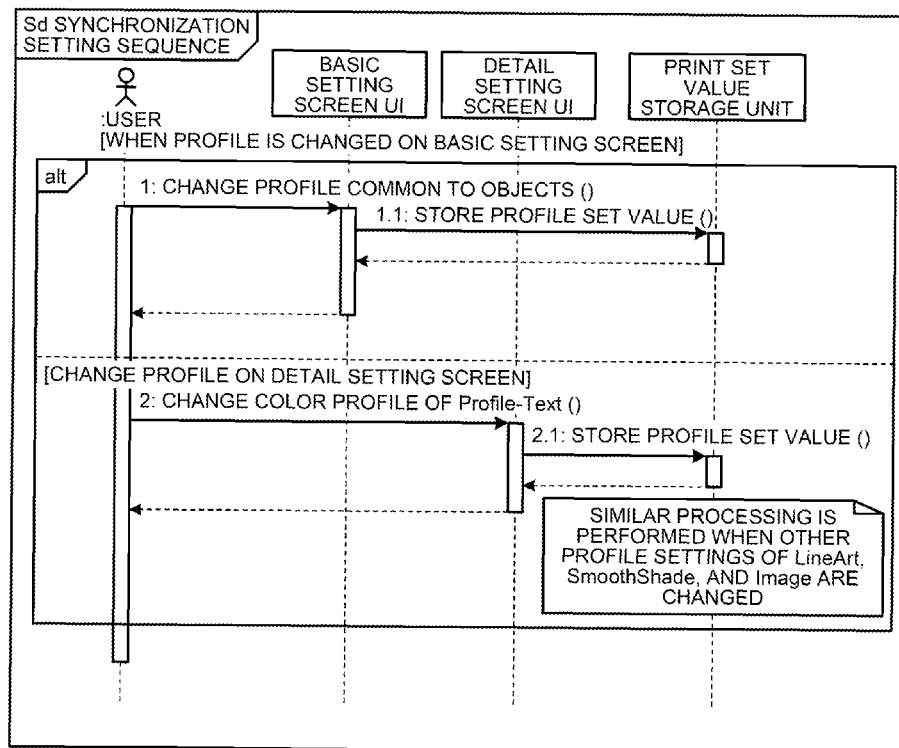 Sd SYNCHRONIZATION
SETTING SEQUENCE
BASIC
SETTING
SCREEN UI
DETAIL
SETTING
SCREEN UI
PRINT SET
VALUE
STORAGE UNIT
:USER
[WHEN PROFILE IS CHANGED ON BASIC SETTING SCREEN]
alt
1: CHANGE PROFILE COMMON TO OBJECTS ()
1.1: STORE PROFILE SET VALUE ()
[CHANGE PROFILE ON DETAIL SETTING SCREEN]
2: CHANGE COLOR PROFILE OF Profile-Text ()
2.1: STORE PROFILE SET VALUE ()
SIMILAR PROCESSING IS
PERFORMED WHEN OTHER
PROFILE SETTINGS OF LineArt,
SmoothShade, AND Image ARE
CHANGED